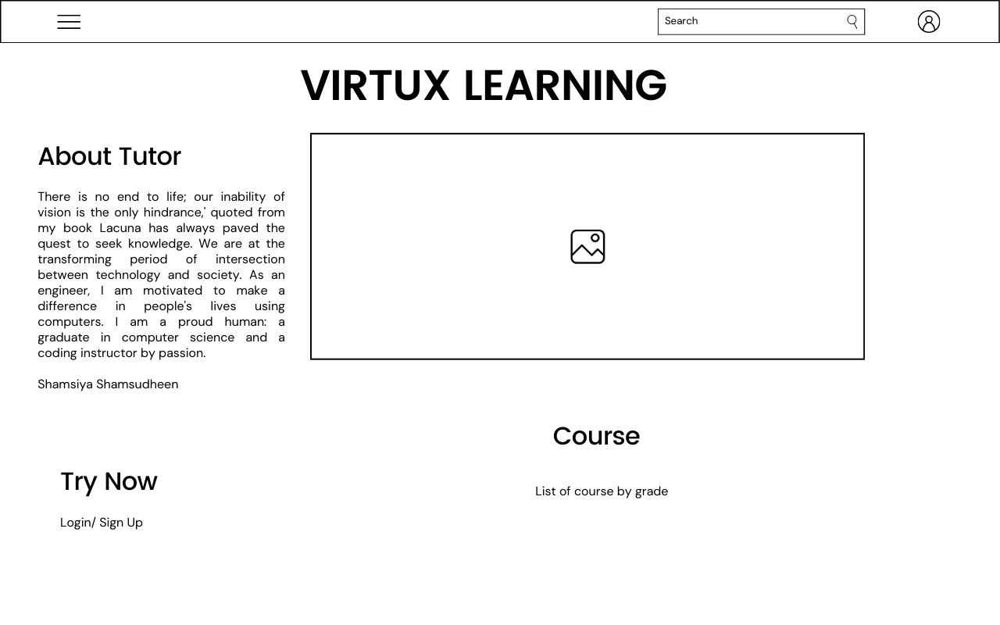 Search
VIRTUX LEARNING
About Tutor
There is no end to life; our inability of
vision is the only hindrance,' quoted from
my book Lacuna has always paved the
quest to seek knowledge. We are at the
transforming period of intersection
between technology and society. As an
engineer, I am motivated to make a
difference in people's lives using
computers. I am a proud human: a
graduate in computer science and a
coding instructor by passion.
Shamsiya Shamsudheen
Course
List of course by grade
Try Now
Login/ Sign Up